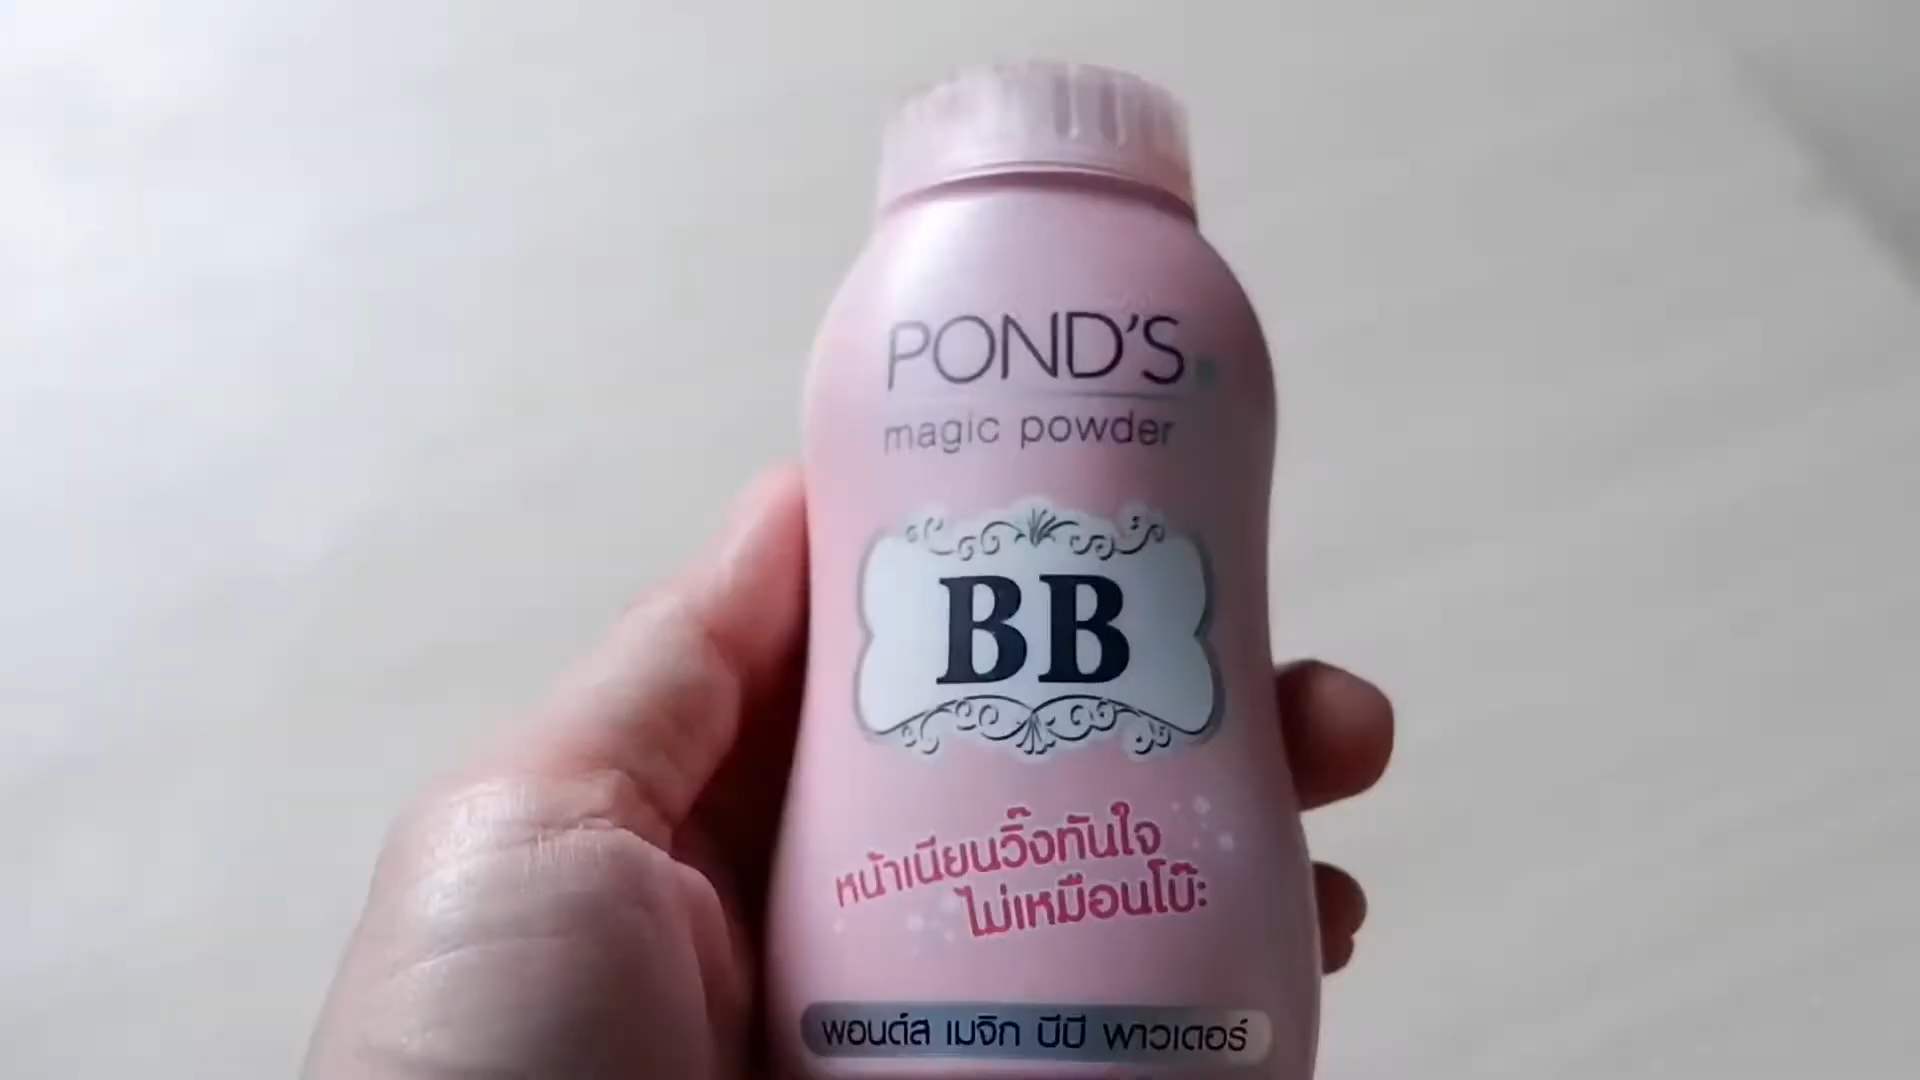 POND'S
magic powder
BB
หน้าเนียนวิ๊งทันใจ
ไม่เหมือนโบ๊ะ
พอนด์ส เมจิก บีบี พาวเดอร์